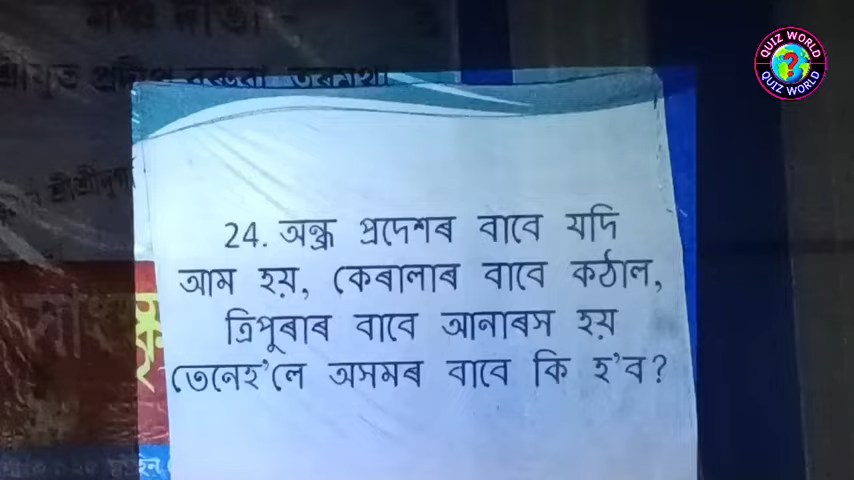 QUIZ WORLD
QUIZ WORLD
24. অন্ধ্ৰ প্ৰদেশৰ বাবে যদি
আম হয়, কেৰালাৰ বাবে কঠাল,
ত্ৰিপুৰাৰ বাবে আনাৰস হয়
তেনেহ'লে অসমৰ বাবে কি হ'ব?